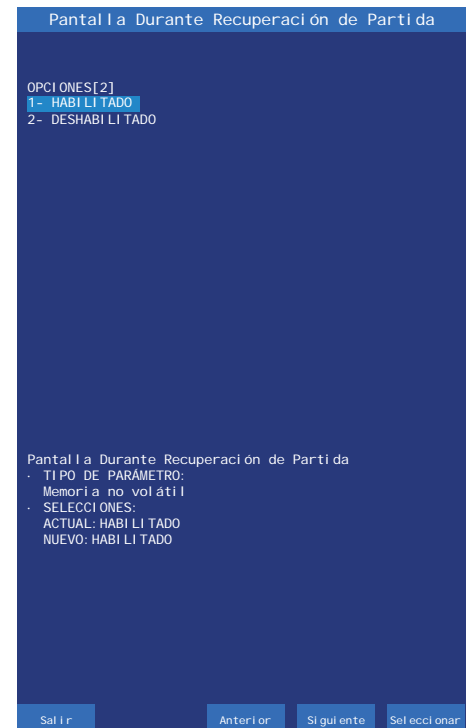 Pantalla Durante Recuperación de Partida
OPCIONES[2]
1- HABILITADO
2- DESHABILITADO
Pantalla Durante Recuperación de Partida
· TIPO DE PARÁMETRO:
Memoria no volátil
· SELECCIONES:
ACTUAL:HABILITADO
NUEVO:HABILITADO
Salir Anterior Siguiente Seleccionar